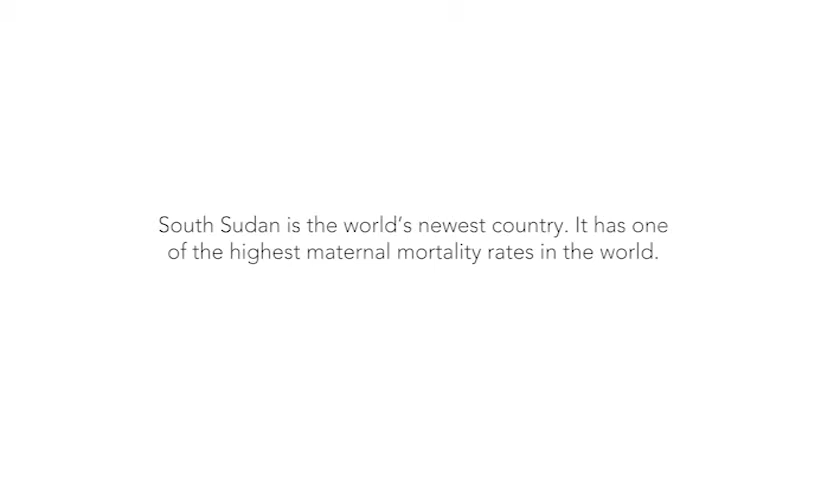 South Sudan is the world's newest country. It has one
of the highest maternal mortality rates in the world.